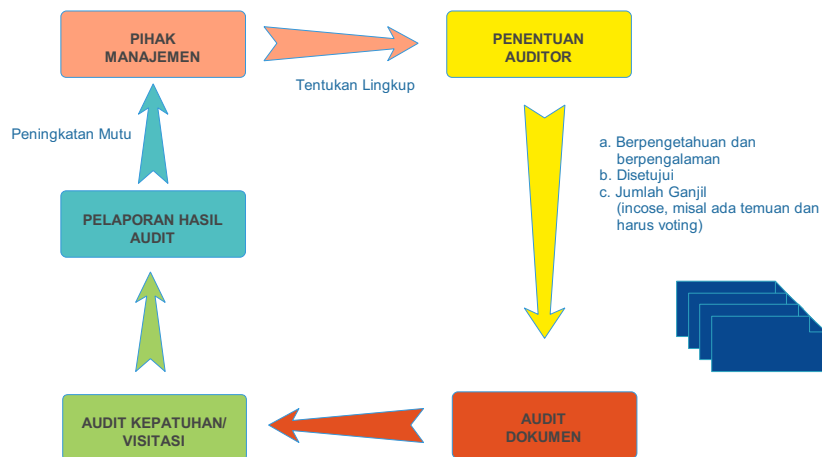 PIHAK
MANAJEMEN
Tentukan Lingkup
PENENTUAN
AUDITOR
a. Berpengetahuan dan
berpengalaman
b. Disetujui
c. Jumlah Ganjil
(incose, misal ada temuan dan
harus voting)
AUDIT
DOKUMEN
AUDIT KEPATUHAN/
VISITASI
PELAPORAN HASIL
AUDIT
Peningkatan Mutu